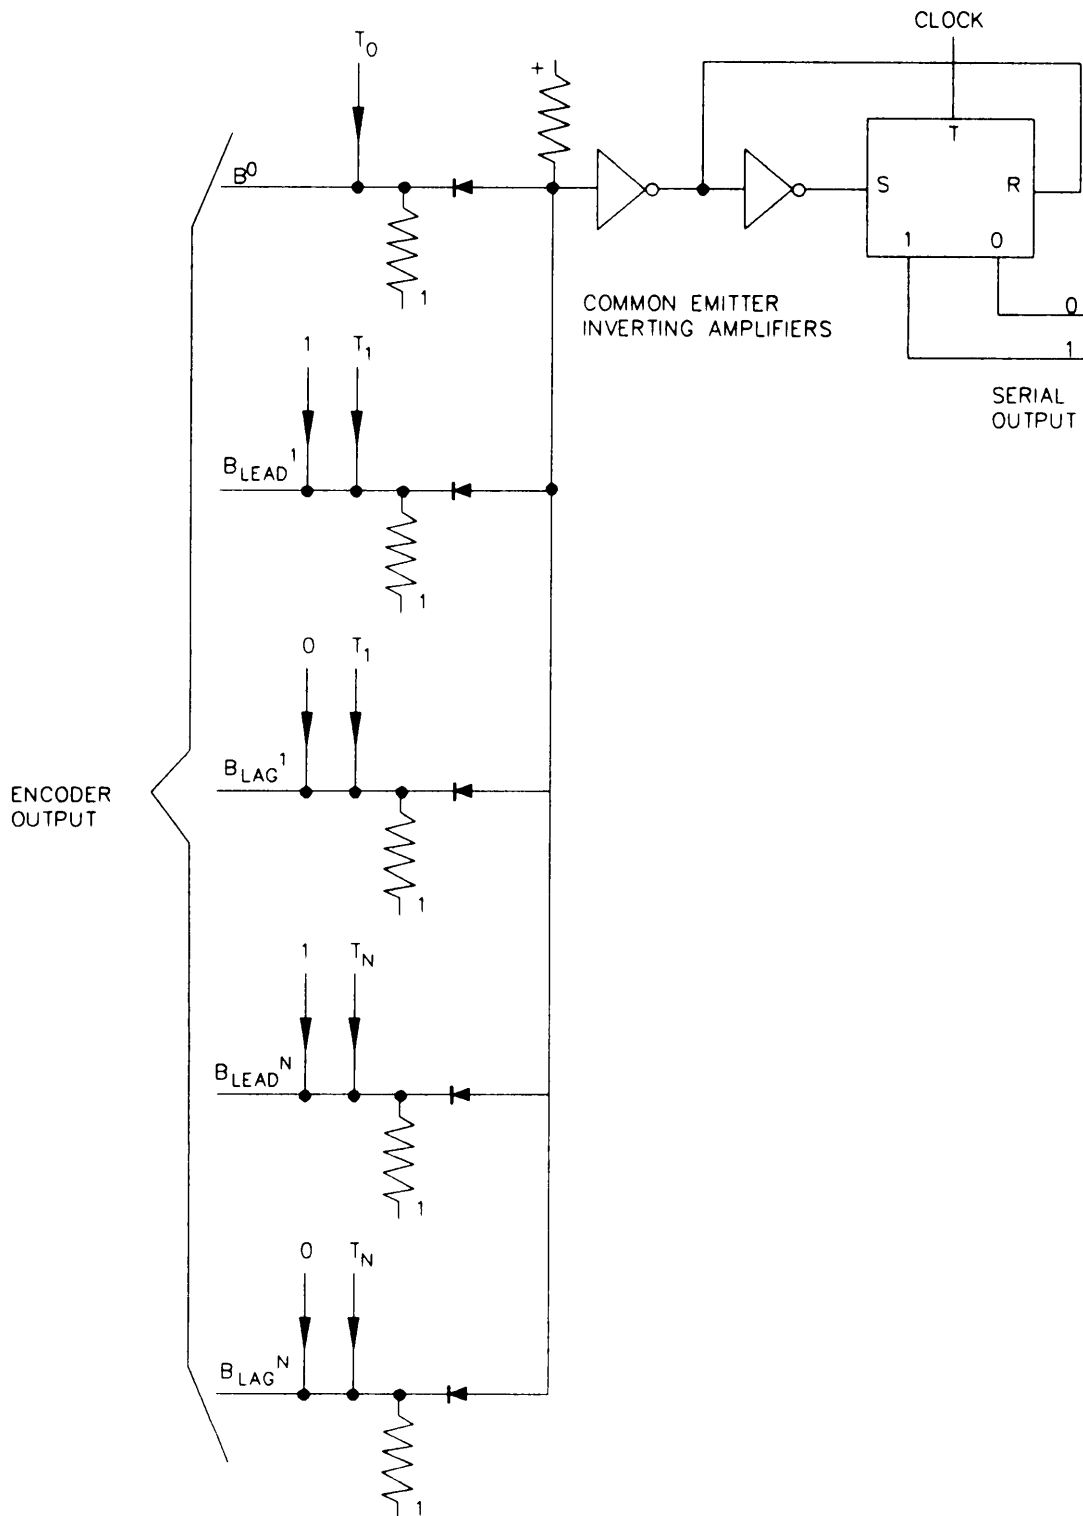 CLOCK
T0
+
T
B0
S
R
1
1
0
COMMON EMITTER
INVERTING AMPLIFIERS
0
1
SERIAL
OUTPUT
1
T1
BLEAD1
1
0
T1
BLAG1
ENCODER
OUTPUT
1
1
TN
BLEADN
1
0
TN
BLAGN
1